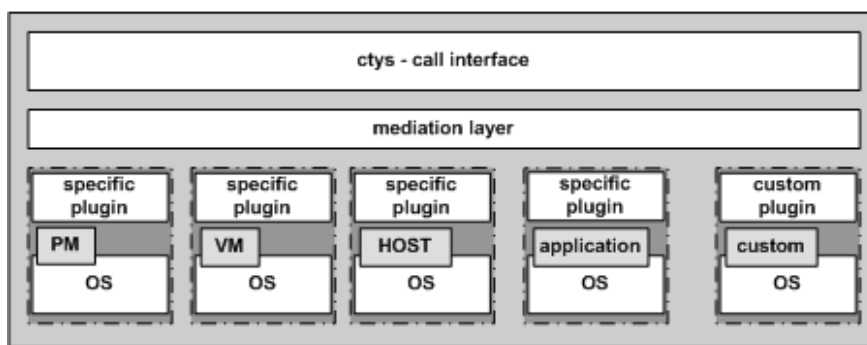 ctys - call interface
mediation layer
specific
plugin
PM
OS
specific
plugin
VM
OS
specific
plugin
HOST
OS
specific
plugin
application
OS
custom
plugin
custom
OS